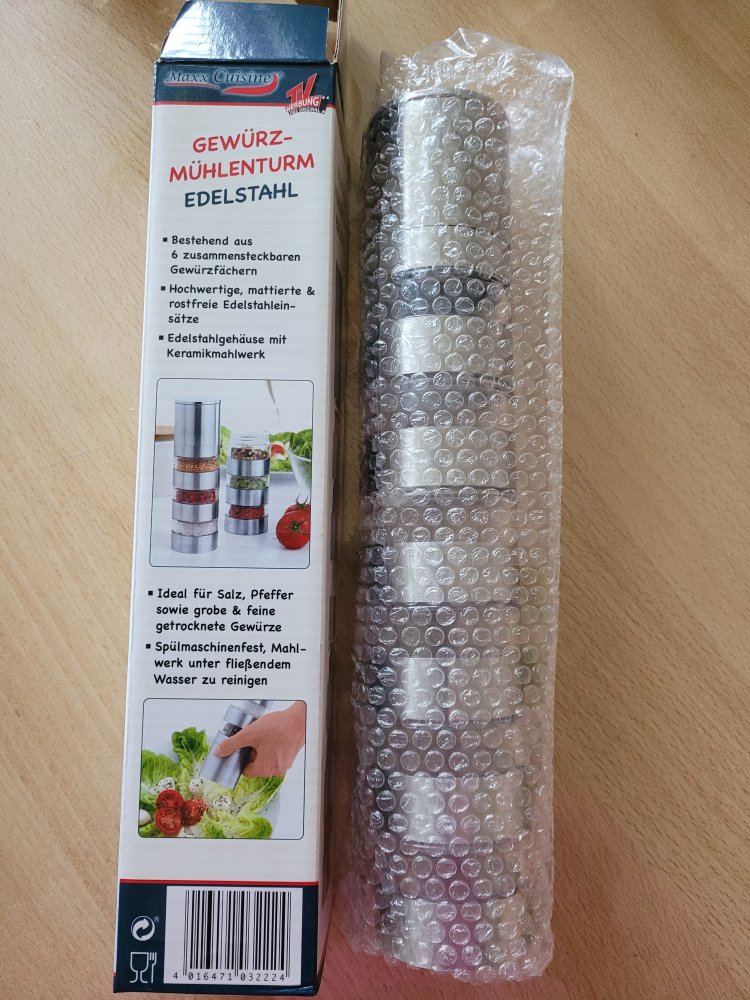 Maxx Cuisine
TV
WERBUNG
DAS ORIGINAL
GEWÜRZ-
MÜHLENTURM
EDELSTAHL
▪ Bestehend aus
6 zusammensteckbaren
Gewürzfächern
▪ Hochwertige, mattierte &
rostfreie Edelstahlein-
sätze
▪ Edelstahlgehäuse mit
Keramikmahlwerk
▪ Ideal für Salz, Pfeffer
sowie grobe & feine
getrocknete Gewürze
▪ Spülmaschinenfest, Mahl-
werk unter fließendem
Wasser zu reinigen
4 016471 032224